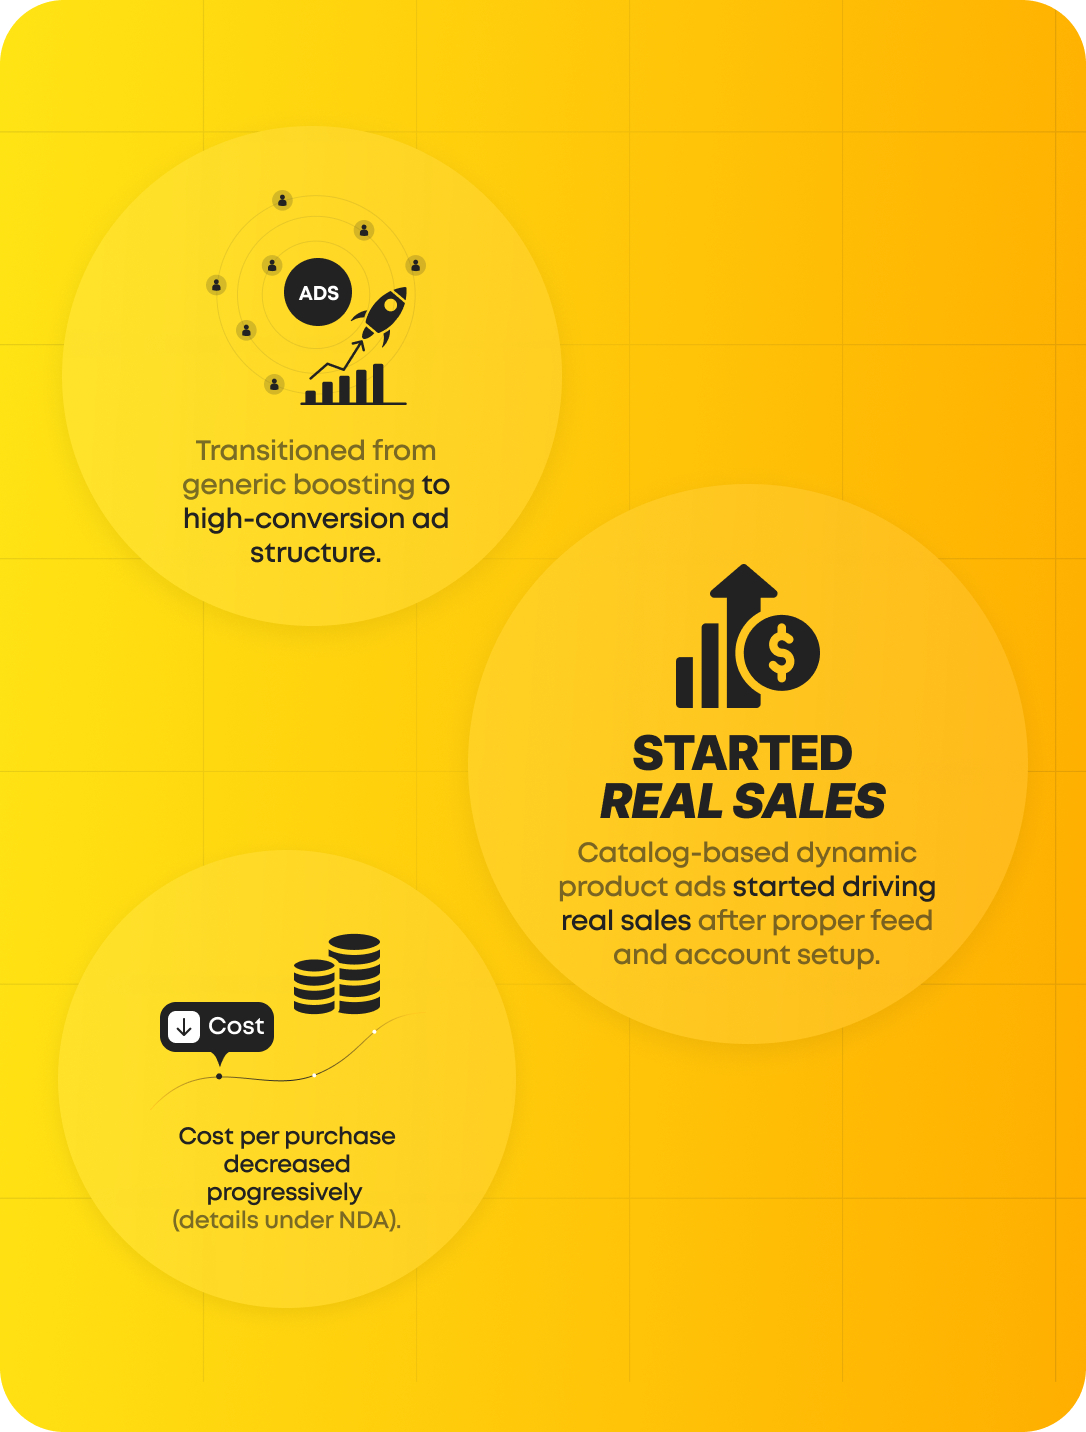 ADS
Transitioned from
generic boosting to
high-conversion ad
structure.
$
STARTED
REAL SALES
Catalog-based dynamic
product ads started driving
real sales after proper feed
and account setup.
Cost
Cost per purchase
decreased
progressively
(details under NDA).